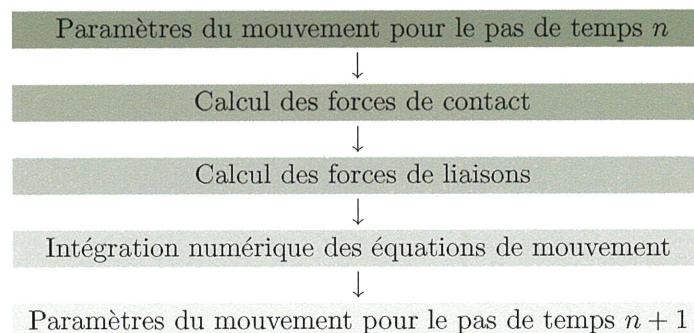 Paramètres du mouvement pour le pas de temps n
↓
Calcul des forces de contact
↓
Calcul des forces de liaisons
↓
Intégration numérique des équations de mouvement
↓
Paramètres du mouvement pour le pas de temps n + 1